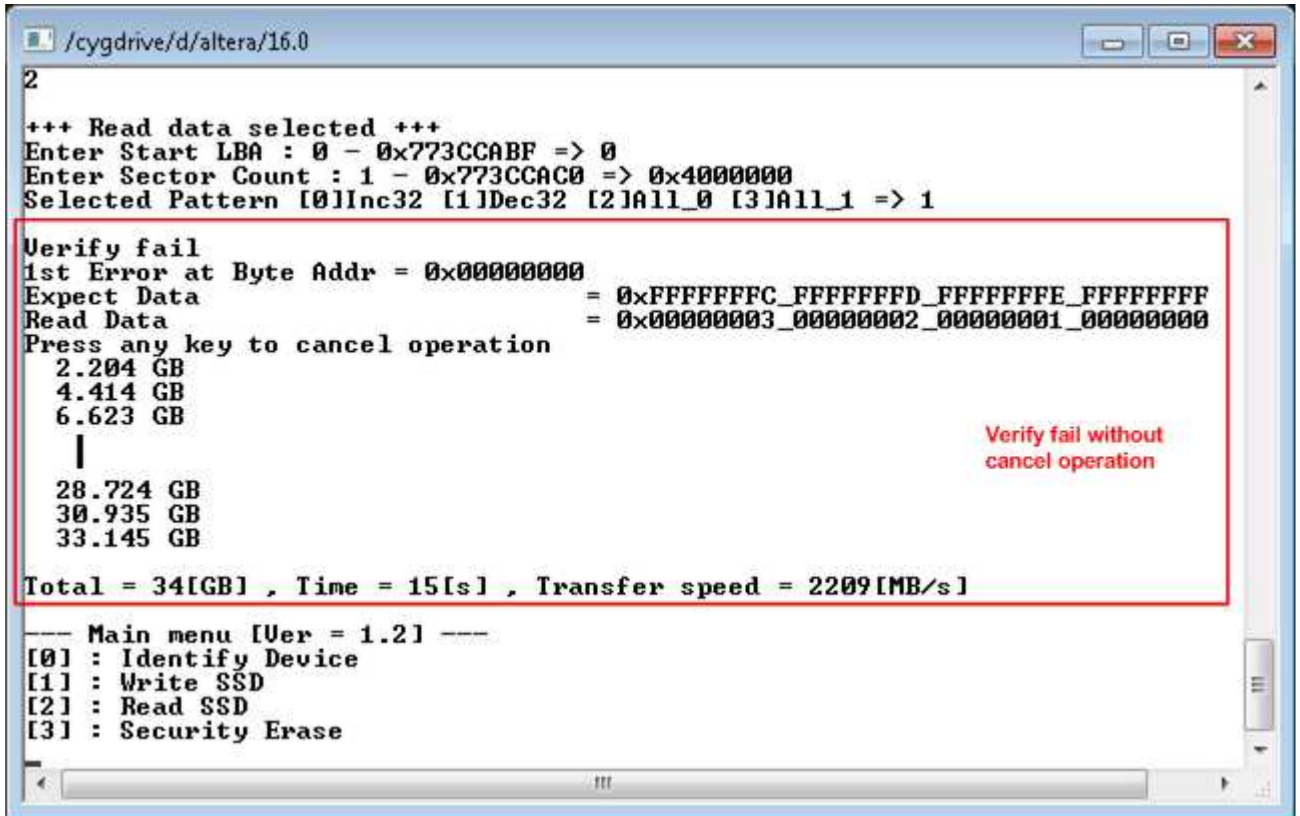 /cygdrive/d/altera/16.0
2
+++ Read data selected +++
Enter Start LBA : 0 - 0x773CCABF => 0
Enter Sector Count : 1 - 0x773CCAC0 => 0x4000000
Selected Pattern [0]Inc32 [1]Dec32 [2]All_0 [3]All_1 => 1
Verify fail
1st Error at Byte Addr = 0x00000000
Expect Data = 0xFFFFFFFC_FFFFFFFD_FFFFFFFE_FFFFFFFF
Read Data = 0x00000003_00000002_00000001_00000000
Press any key to cancel operation
2.204 GB
4.414 GB
6.623 GB
Verify fail without
cancel operation
28.724 GB
30.935 GB
33.145 GB
Total = 34[GB] , Time = 15[s] , Transfer speed = 2209[MB/s]
--- Main menu [Ver = 1.2] ---
[0] : Identify Device
[1] : Write SSD
[2] : Read SSD
[3] : Security Erase